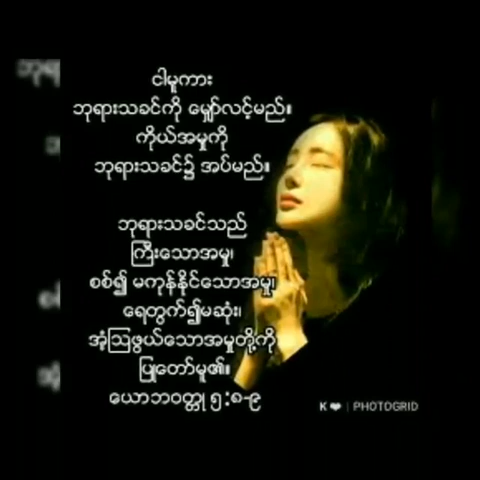 ငါမူကား
ဘုရားသခင်ကို မျှော်လင့်မည်။
ကိုယ်အမှုကို
ဘုရားသခင်၌ အပ်မည်။
ဘုရားသခင်သည်
ကြီးသောအမှု၊
စစ်၍ မကုန်နိုင်သောအမှု၊
ရေတွက်၍မဆုံး၊
အံ့ဩဖွယ်သောအမှုတို့ကို
ပြုတော်မူ၏။
ယောဘဝတ္တု ၅:၈-၉
K ❤ | PHOTOGRID